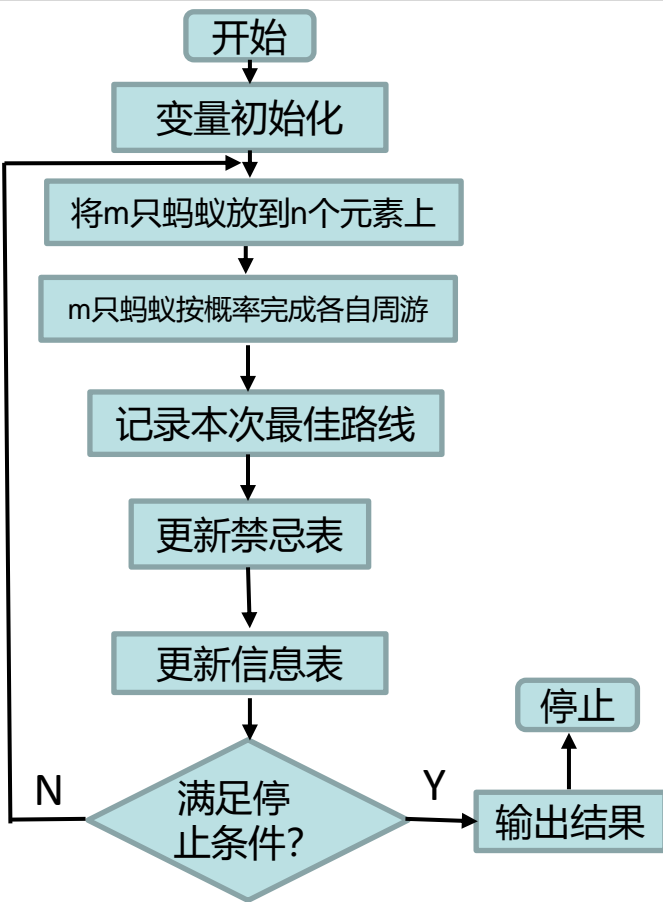 开始
变量初始化
将m只蚂蚁放到n个元素上
m只蚂蚁按概率完成各自周游
记录本次最佳路线
更新禁忌表
更新信息表
停止
N
满足停
止条件？
Y
输出结果